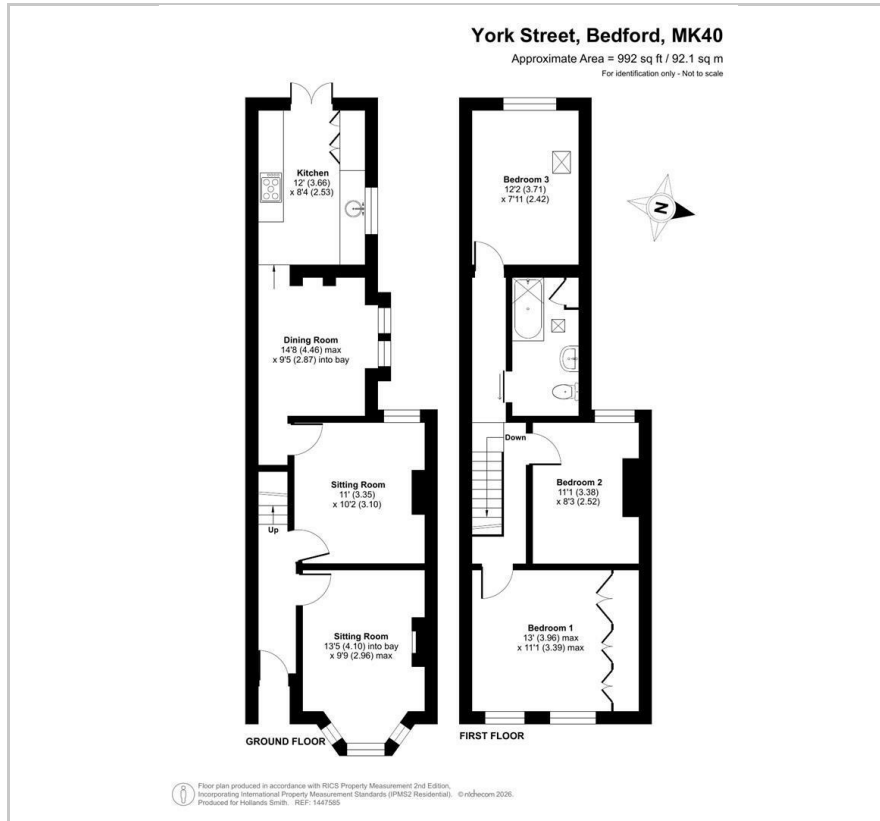 York Street, Bedford, MK40
Approximate Area = 992 sq ft / 92.1 sq m
For identification only - Not to scale
Kitchen
12' (3.66)
x 8'4 (2.53)
Dining Room
14'8 (4.46) max
x 9'5 (2.87) into bay
Sitting Room
11' (3.35)
x 10'2 (3.10)
Up
Sitting Room
13'5 (4.10) into bay
x 9'9 (2.96) max
GROUND FLOOR
Bedroom 3
12'2 (3.71)
x 7'11 (2.42)
N
Down
Bedroom 2
11'1 (3.38)
x 8'3 (2.52)
Bedroom 1
13' (3.96) max
x 11'1 (3.39) max
FIRST FLOOR
Floor plan produced in accordance with RICS Property Measurement 2nd Edition,
Incorporating International Property Measurement Standards (IPMS2 Residential). © ntchecom 2026.
Produced for Hollands Smith. REF: 1447585